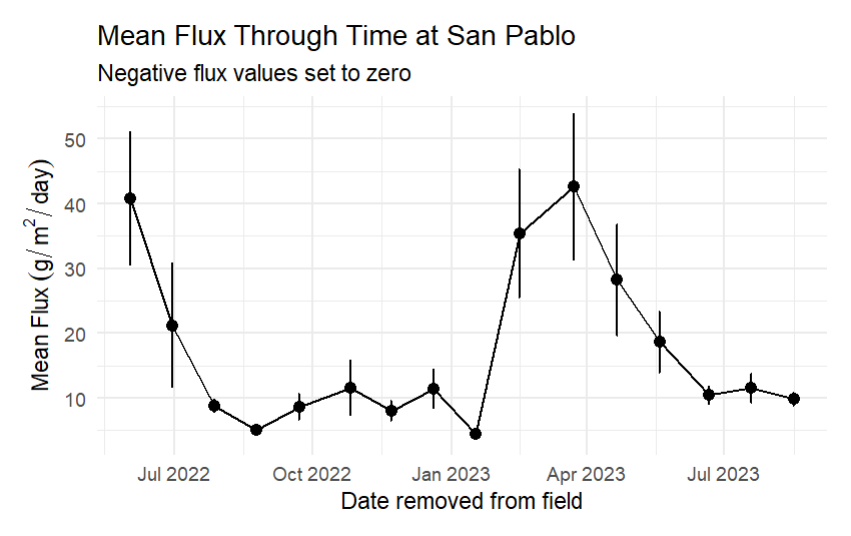 Mean Flux Through Time at San Pablo
Negative flux values set to zero
Mean Flux (g/m²/day)
50
40
30
20
10
Jul 2022
Oct 2022
Jan 2023
Apr 2023
Jul 2023
Date removed from field